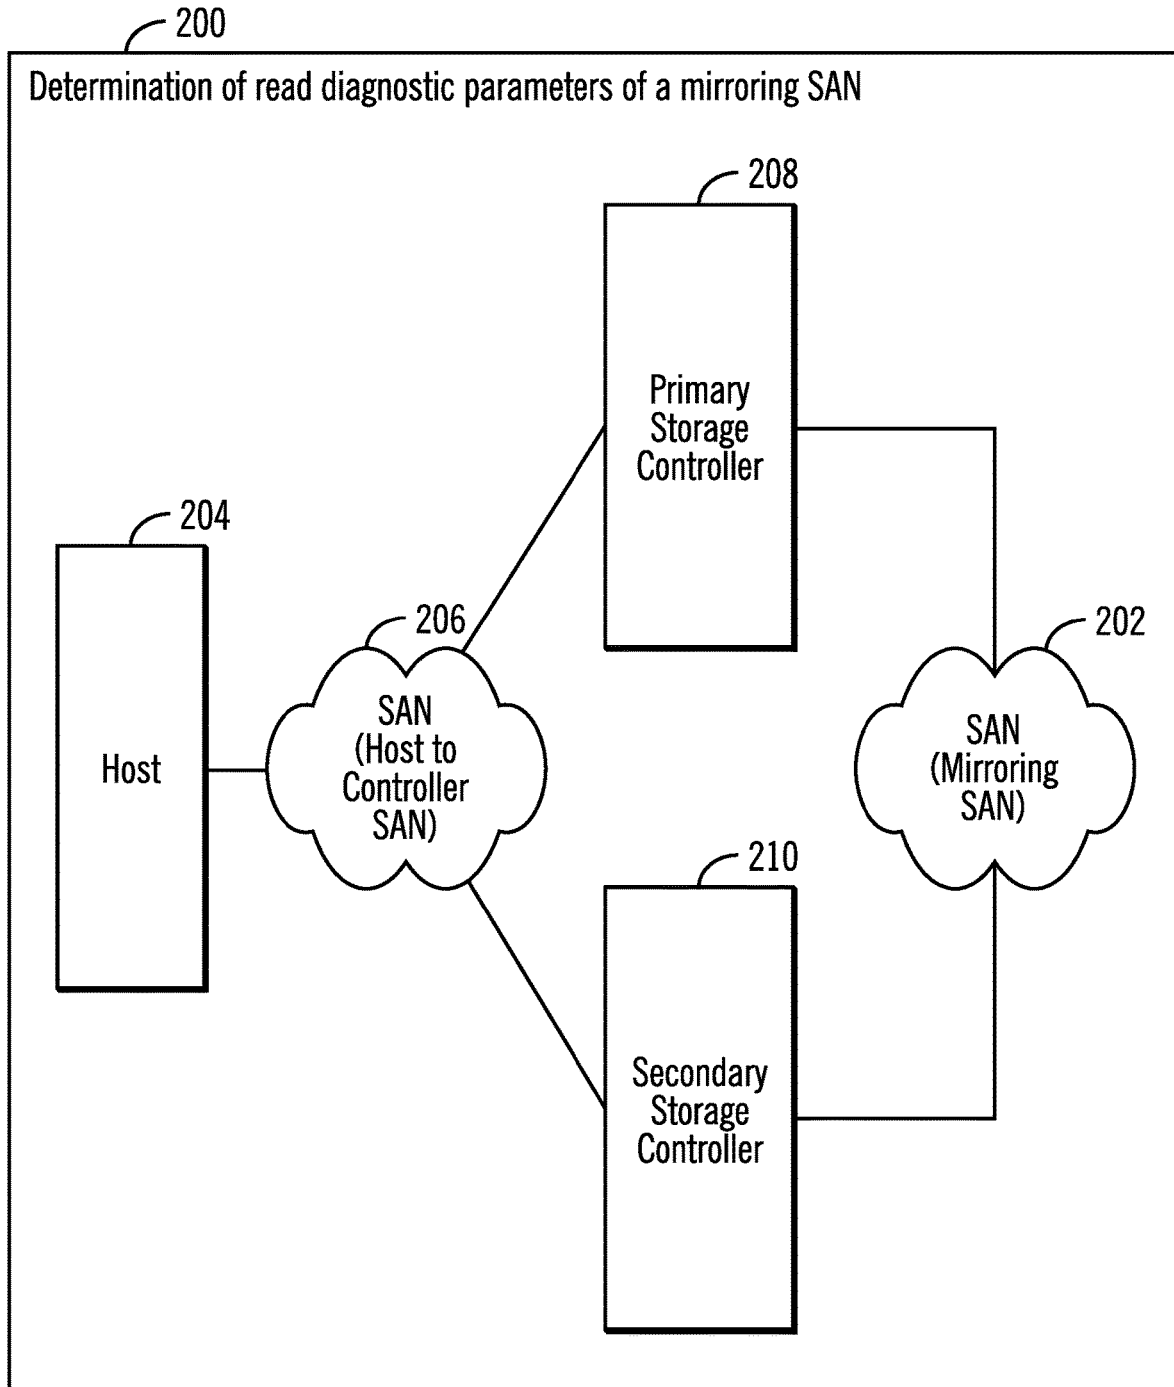 200
Determination of read diagnostic parameters of a mirroring SAN
208
Primary
Storage
Controller
204
Host
206
SAN
(Host to
Controller
SAN)
202
SAN
(Mirroring
SAN)
210
Secondary
Storage
Controller